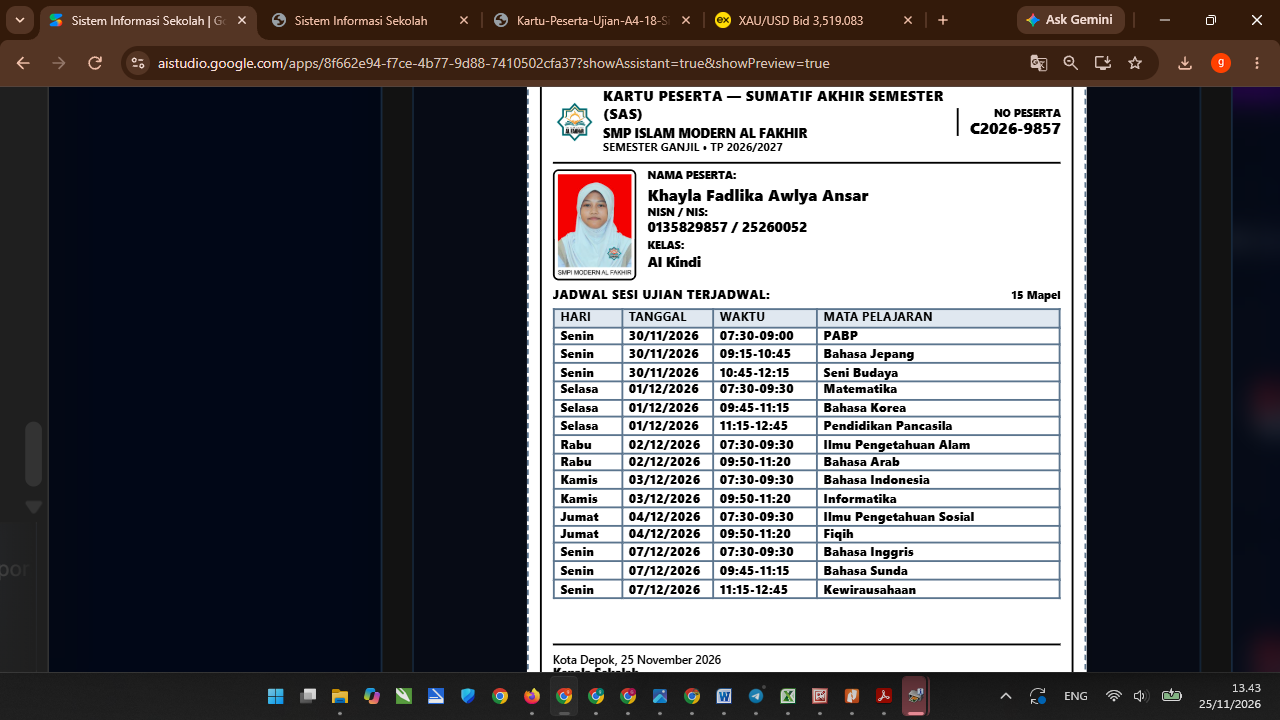 Sistem Informasi Sekolah | Go
Sistem Informasi Sekolah
Kartu-Peserta-Ujian-A4-18-Si
ex
XAU/USD Bid 3,519.083
Ask Gemini
aistudio.google.com/apps/8f662e94-f7ce-4b77-9d88-7410502cfa37?showAssistant=true&showPreview=true
g
KARTU PESERTA — SUMATIF AKHIR SEMESTER
(SAS)
SMP ISLAM MODERN AL FAKHIR
SEMESTER GANJIL • TP 2026/2027
NO PESERTA
C2026-9857
AL FAKHIR
NAMA PESERTA:
Khayla Fadlika Awlya Ansar
NISN / NIS:
0135829857 / 25260052
KELAS:
Al Kindi
SMPI MODERN AL FAKHIR
JADWAL SESI UJIAN TERJADWAL: 15 Mapel
HARI TANGGAL WAKTU MATA PELAJARAN
Senin 30/11/2026 07:30-09:00 PABP
Senin 30/11/2026 09:15-10:45 Bahasa Jepang
Senin 30/11/2026 10:45-12:15 Seni Budaya
Selasa 01/12/2026 07:30-09:30 Matematika
Selasa 01/12/2026 09:45-11:15 Bahasa Korea
Selasa 01/12/2026 11:15-12:45 Pendidikan Pancasila
Rabu 02/12/2026 07:30-09:30 Ilmu Pengetahuan Alam
Rabu 02/12/2026 09:50-11:20 Bahasa Arab
Kamis 03/12/2026 07:30-09:30 Bahasa Indonesia
Kamis 03/12/2026 09:50-11:20 Informatika
Jumat 04/12/2026 07:30-09:30 Ilmu Pengetahuan Sosial
Jumat 04/12/2026 09:50-11:20 Fiqih
Senin 07/12/2026 07:30-09:30 Bahasa Inggris
Senin 07/12/2026 09:45-11:15 Bahasa Sunda
Senin 07/12/2026 11:15-12:45 Kewirausahaan
por
Kota Depok, 25 November 2026
Kepala Sekolah
ENG
13.43
25/11/2026